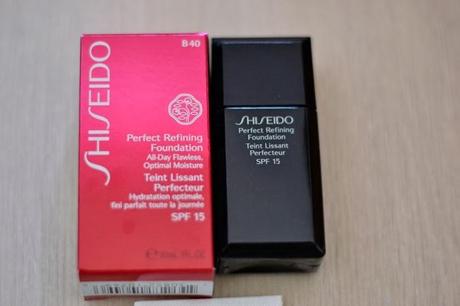 B40
SHISEIDO
Perfect Refining
Foundation
All-Day Flawless,
Optimal Moisture
Teint Lissant
Perfecteur
Hydratation optimale,
fini parfait toute la journée
SPF 15
SHISEIDO
Perfect Refining
Foundation
Teint Lissant
Perfecteur
SPF 15